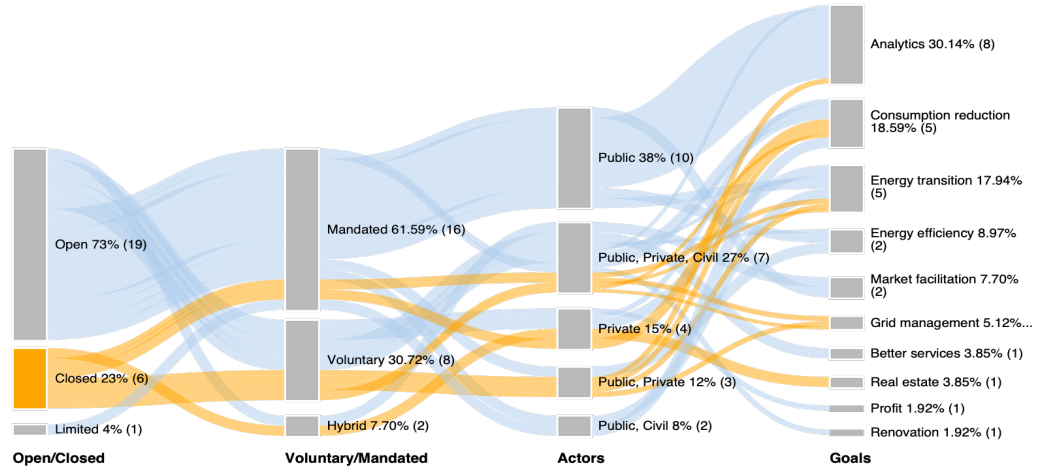 Analytics 30.14% (8)
Consumption reduction
18.59% (5)
Public 38% (10)
Energy transition 17.94%
(5)
Mandated 61.59% (16)
Energy efficiency 8.97%
(2)
Open 73% (19)
Public, Private, Civil 27% (7)
Market facilitation 7.70%
(2)
Grid management 5.12%...
Private 15% (4)
Better services 3.85% (1)
Voluntary 30.72% (8)
Closed 23% (6)
Public, Private 12% (3)
Real estate 3.85% (1)
Profit 1.92% (1)
Limited 4% (1)
Hybrid 7.70% (2)
Public, Civil 8% (2)
Renovation 1.92% (1)
Open/Closed
Voluntary/Mandated
Actors
Goals